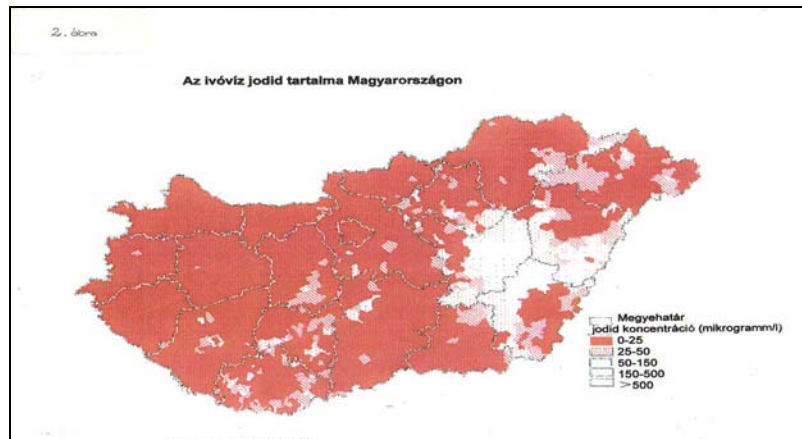 2. ábra
Az ivóvíz jodid tartalma Magyarországon
Megyehatár
jodid koncentráció (mikrogramm/l)
0-25
25-50
50-150
150-500
>500